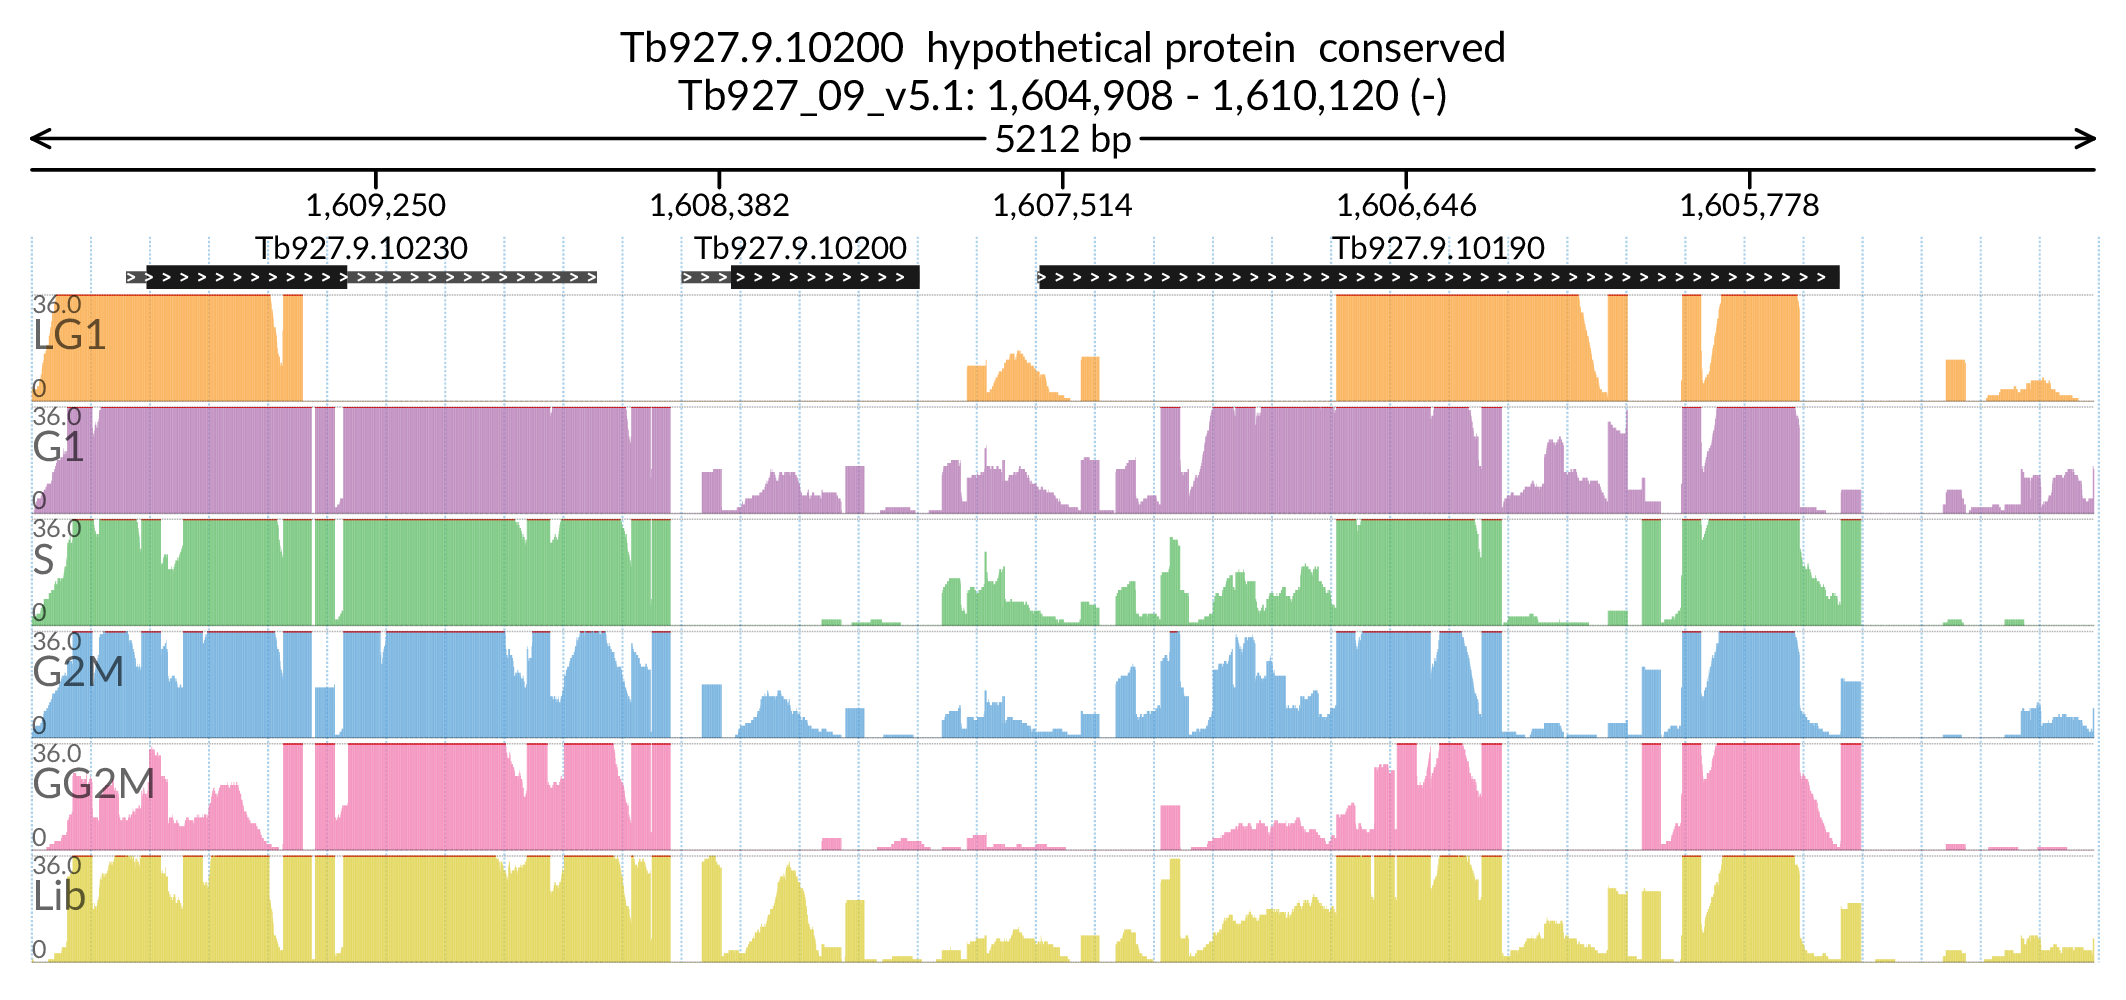 Tb927.9.10200 hypothetical protein conserved
Tb927_09_v5.1: 1,604,908 - 1,610,120 (-)
5212 bp
1,609,250 1,608,382 1,607,514 1,606,646 1,605,778
Tb927.9.10230 Tb927.9.10200 Tb927.9.10190
36.0
LG1
0
36.0
G1
0
36.0
S
0
36.0
G2M
0
36.0
GG2M
0
36.0
Lib
0